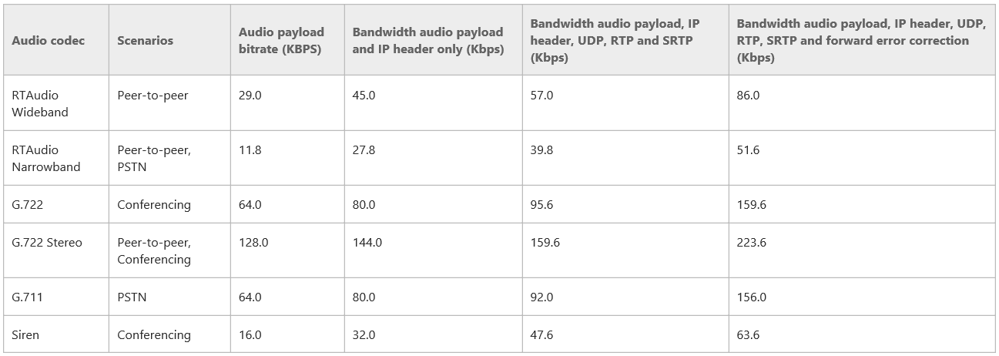 Audio codec
Scenarios
Audio payload
bitrate (KBPS)
Bandwidth audio payload
and IP header only (Kbps)
Bandwidth audio payload, IP
header, UDP, RTP and SRTP
(Kbps)
Bandwidth audio payload, IP header, UDP,
RTP, SRTP and forward error correction
(Kbps)
RTAudio
Wideband
Peer-to-peer
29.0
45.0
57.0
86.0
RTAudio
Narrowband
Peer-to-peer,
PSTN
11.8
27.8
39.8
51.6
G.722
Conferencing
64.0
80.0
95.6
159.6
G.722 Stereo
Peer-to-peer,
Conferencing
128.0
144.0
159.6
223.6
G.711
PSTN
64.0
80.0
92.0
156.0
Siren
Conferencing
16.0
32.0
47.6
63.6